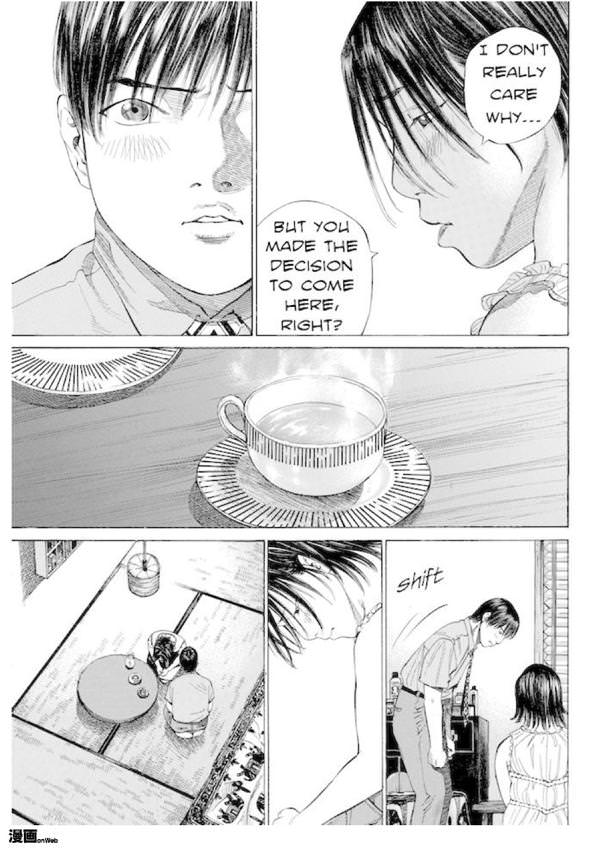 I DON'T
REALLY
CARE
WHY...
BUT YOU
MADE THE
DECISION
TO COME
HERE,
RIGHT?
shift
漫画onWeb